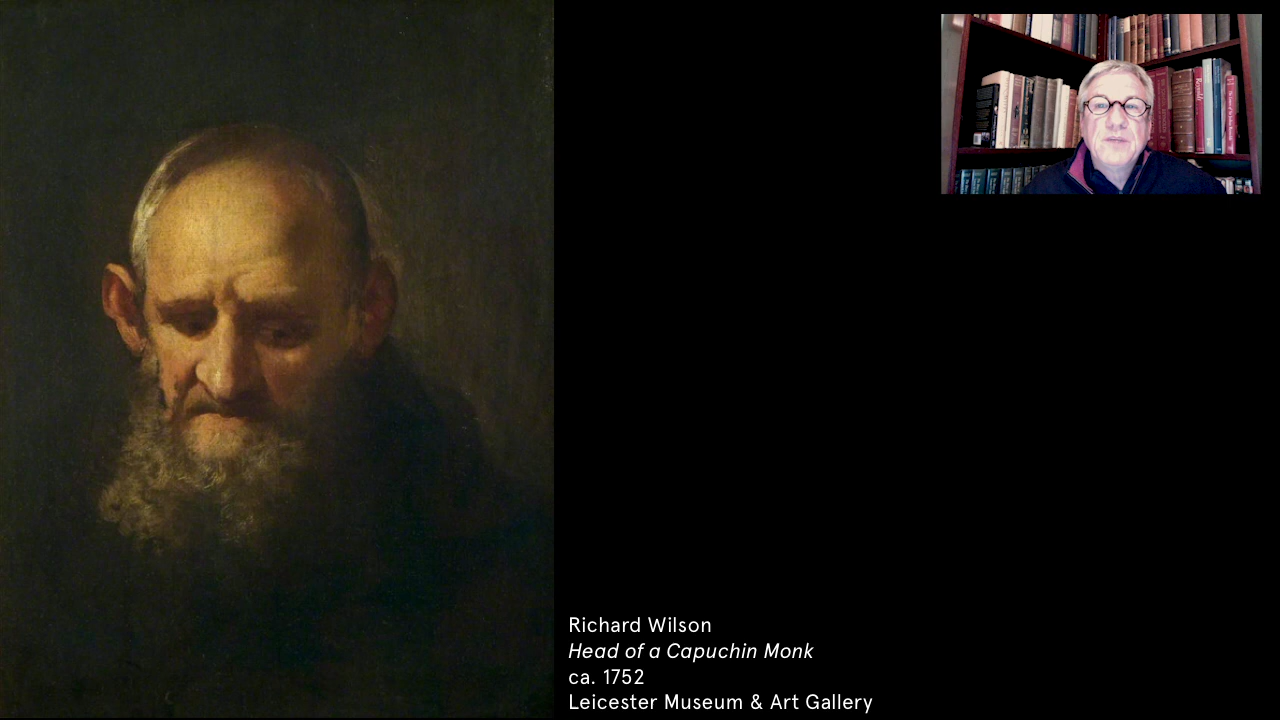 Richard Wilson
Head of a Capuchin Monk
ca. 1752
Leicester Museum & Art Gallery